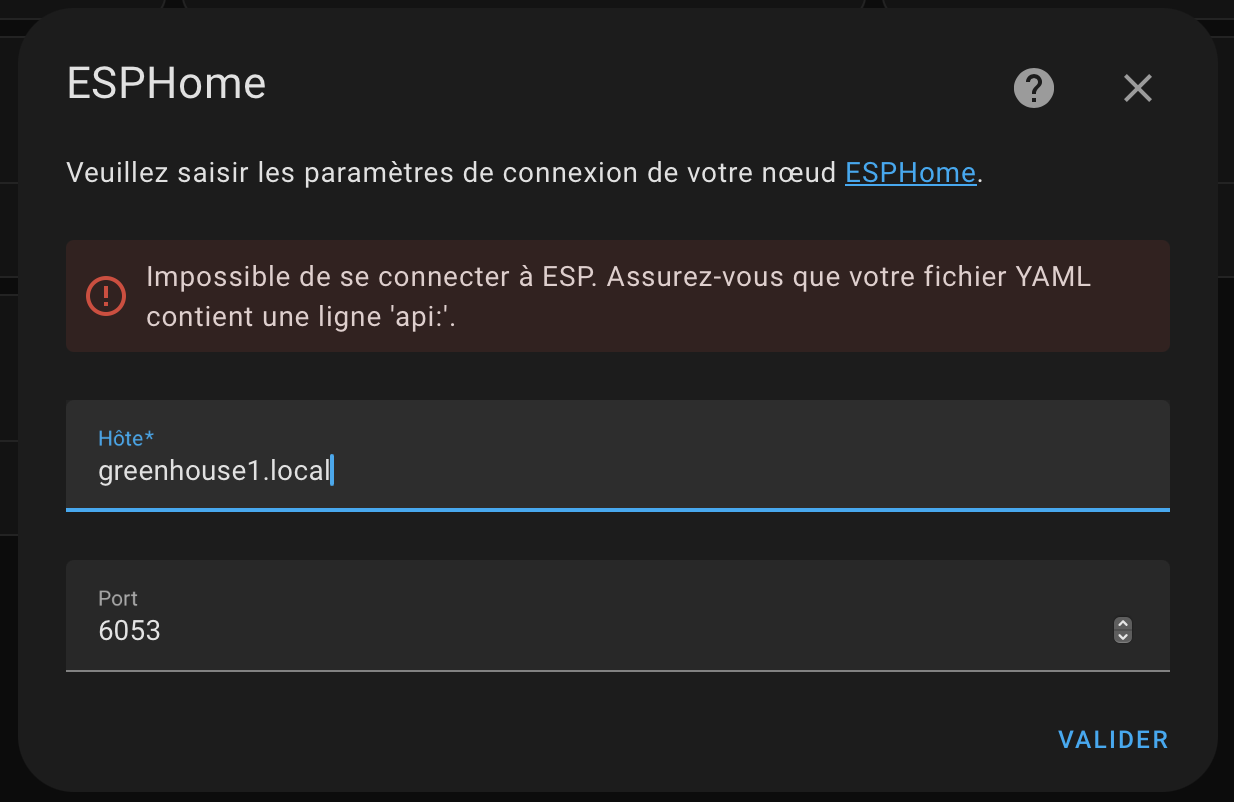 ESPHome
Veuillez saisir les paramètres de connexion de votre nœud ESPHome.
Impossible de se connecter à ESP. Assurez-vous que votre fichier YAML
contient une ligne 'api:'.
Hôte*
greenhouse1.local
Port
6053
VALIDER